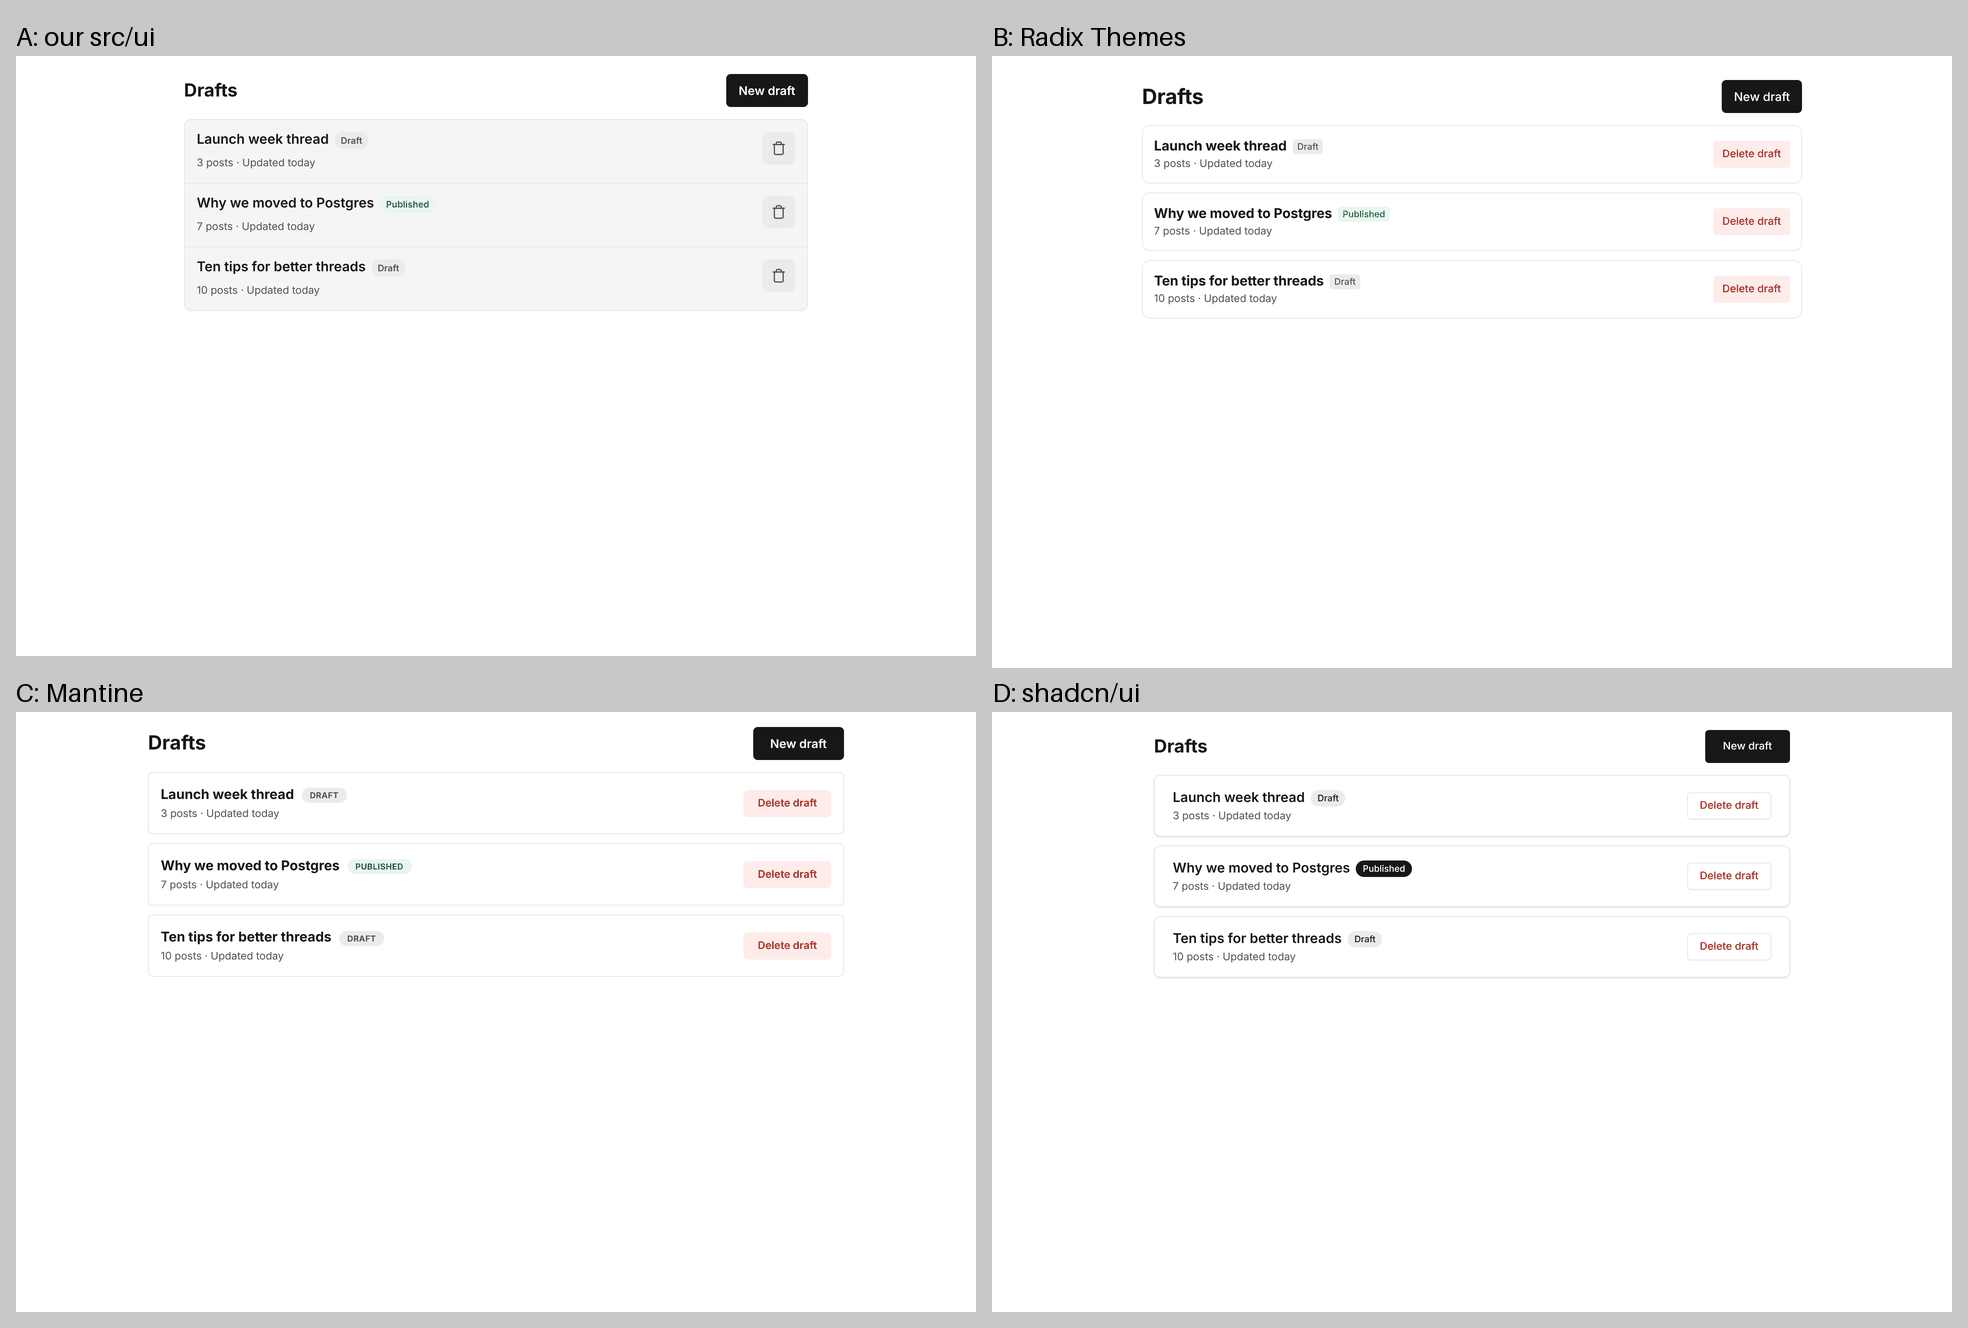 A: our src/ui
Drafts
New draft
Launch week thread Draft
3 posts · Updated today
Why we moved to Postgres Published
7 posts · Updated today
Ten tips for better threads Draft
10 posts · Updated today
B: Radix Themes
Drafts
New draft
Launch week thread Draft
3 posts · Updated today
Delete draft
Why we moved to Postgres Published
7 posts · Updated today
Delete draft
Ten tips for better threads Draft
10 posts · Updated today
Delete draft
C: Mantine
Drafts
New draft
Launch week thread DRAFT
3 posts · Updated today
Delete draft
Why we moved to Postgres PUBLISHED
7 posts · Updated today
Delete draft
Ten tips for better threads DRAFT
10 posts · Updated today
Delete draft
D: shadcn/ui
Drafts
New draft
Launch week thread Draft
3 posts · Updated today
Delete draft
Why we moved to Postgres Published
7 posts · Updated today
Delete draft
Ten tips for better threads Draft
10 posts · Updated today
Delete draft